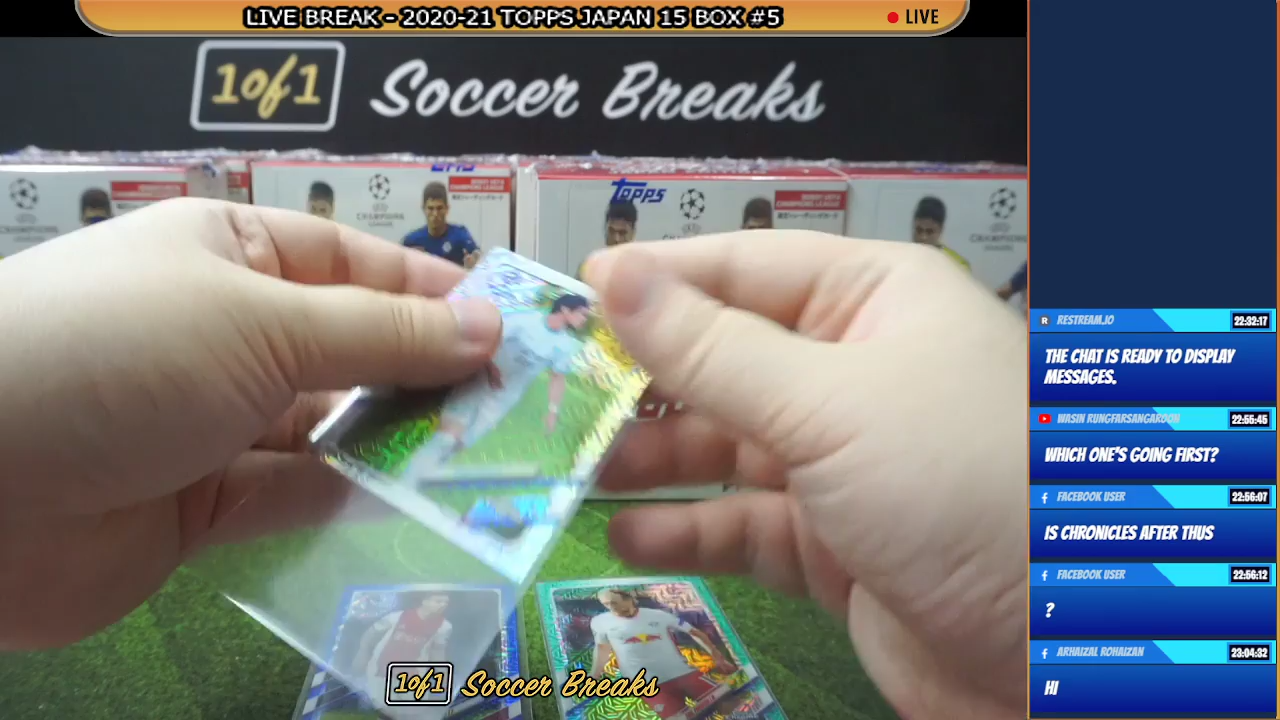 LIVE BREAK - 2020-21 TOPPS JAPAN 15 BOX #5
LIVE
1of1 Soccer Breaks
TOPPS
CHAMPIONS
CHAMPIONS
R RESTREAM.IO 22:32:17
THE CHAT IS READY TO DISPLAY
MESSAGES.
WASIN RUNGFARSANGAROON 22:55:45
WHICH ONE'S GOING FIRST?
FACEBOOK USER 22:56:07
IS CHRONICLES AFTER THUS
FACEBOOK USER 22:56:12
?
ARHAIZAL ROHAIZAN 23:04:32
HI
1of1 Soccer Breaks